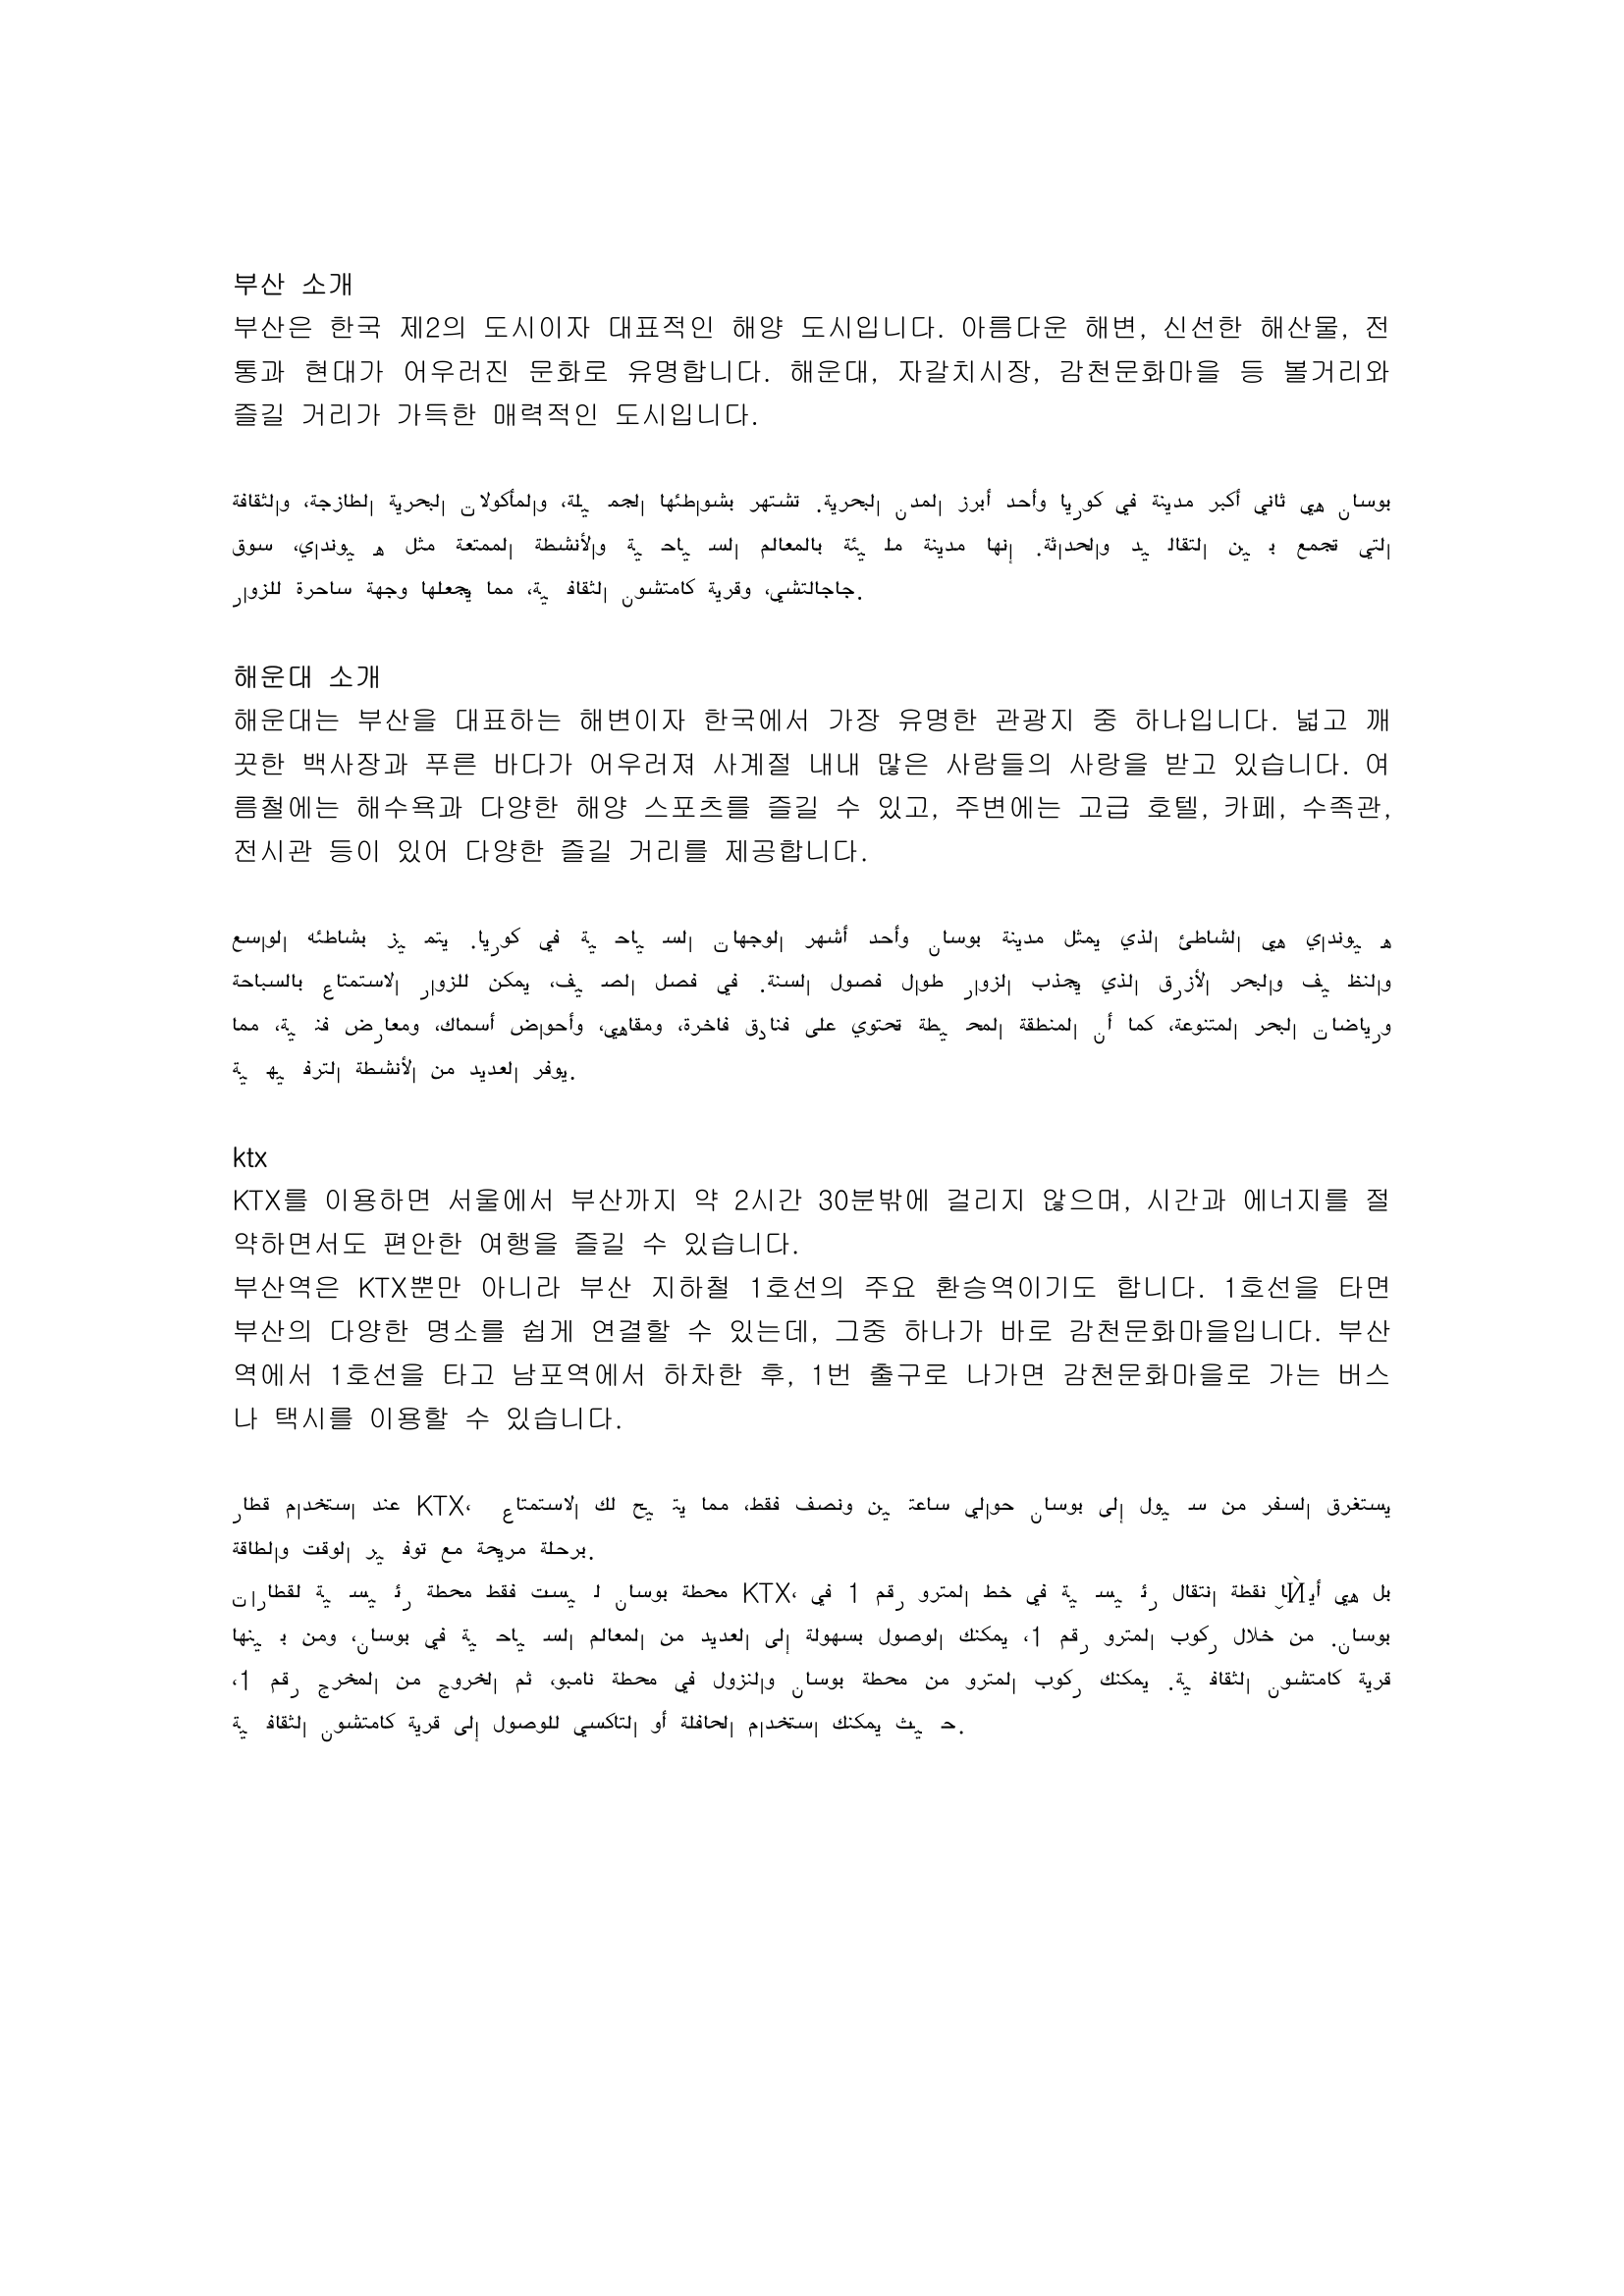 부산 소개
부산은 한국 제2의 도시이자 대표적인 해양 도시입니다. 아름다운 해변, 신선한 해산물, 전
통과 현대가 어우러진 문화로 유명합니다. 해운대, 자갈치시장, 감천문화마을 등 볼거리와
즐길 거리가 가득한 매력적인 도시입니다.
بوسان هي ثاني أكبر مدينة في كوريا وأحد أبرز المدن البحرية. تشتهر بشواطئها الجميلة، والمأكولات البحرية الطازجة، والثقافة
التي تجمع بين التقاليد والحداثة. إنها مدينة مليئة بالمعالم السياحية والأنشطة الممتعة مثل هيونداي، سوق
جاجالتشي، وقرية كامتشون الثقافية، مما يجعلها وجهة ساحرة للزوار.
해운대 소개
해운대는 부산을 대표하는 해변이자 한국에서 가장 유명한 관광지 중 하나입니다. 넓고 깨
끗한 백사장과 푸른 바다가 어우러져 사계절 내내 많은 사람들의 사랑을 받고 있습니다. 여
름철에는 해수욕과 다양한 해양 스포츠를 즐길 수 있고, 주변에는 고급 호텔, 카페, 수족관,
전시관 등이 있어 다양한 즐길 거리를 제공합니다.
هيونداي هي الشاطئ الذي يمثل مدينة بوسان وأحد أشهر الوجهات السياحية في كوريا. يتميز بشاطئه الواسع
والنظيف والبحر الأزرق الذي يجذب الزوار طوال فصول السنة. في فصل الصيف، يمكن للزوار الاستمتاع بالسباحة
ورياضات البحر المتنوعة، كما أن المنطقة المحيطة تحتوي على فنادق فاخرة، ومقاهي، وأحواض أسماك، ومعارض فنية، مما
يوفر العديد من الأنشطة الترفيهية.
ktx
KTX를 이용하면 서울에서 부산까지 약 2시간 30분밖에 걸리지 않으며, 시간과 에너지를 절
약하면서도 편안한 여행을 즐길 수 있습니다.
부산역은 KTX뿐만 아니라 부산 지하철 1호선의 주요 환승역이기도 합니다. 1호선을 타면
부산의 다양한 명소를 쉽게 연결할 수 있는데, 그중 하나가 바로 감천문화마을입니다. 부산
역에서 1호선을 타고 남포역에서 하차한 후, 1번 출구로 나가면 감천문화마을로 가는 버스
나 택시를 이용할 수 있습니다.
عند استخدام قطار KTX، يستغرق السفر من سيول إلى بوسان حوالي ساعتين ونصف فقط، مما يتيح لك الاستمتاع
برحلة مريحة مع توفير الوقت والطاقة.
محطة بوسان ليست فقط محطة رئيسية لقطارات KTX، بل هي نقطة انتقال رئيسية في خط المترو رقم 1 في
بوسان. من خلال ركوب المترو رقم 1، يمكنك الوصول بسهولة إلى العديد من المعالم السياحية في بوسان، ومن بينها
قرية كامتشون الثقافية. يمكنك ركوب المترو من محطة بوسان والنزول في محطة نامبو، ثم الخروج من المخرج رقم 1،
حيث يمكنك استخدام الحافلة أو التاكسي للوصول إلى قرية كامتشون الثقافية.